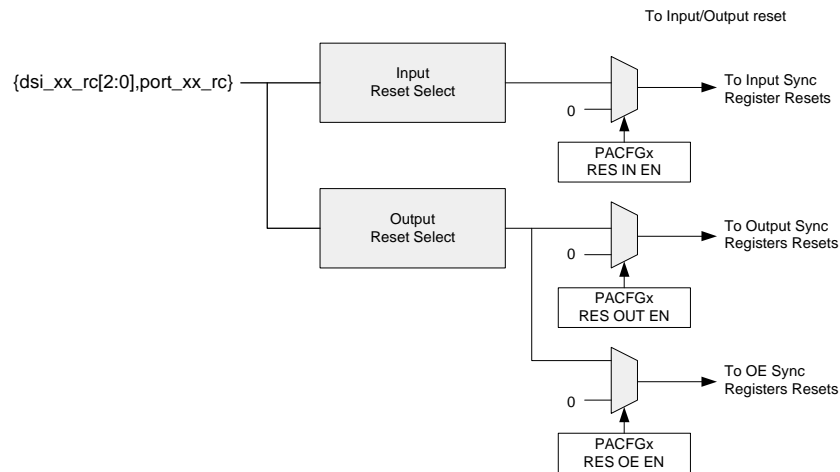 To Input/Output reset
{dsi_xx_rc[2:0],port_xx_rc}
Input
Reset Select
0
PACFGx
RES IN EN
To Input Sync
Register Resets
Output
Reset Select
0
PACFGx
RES OUT EN
To Output Sync
Registers Resets
0
PACFGx
RES OE EN
To OE Sync
Registers Resets